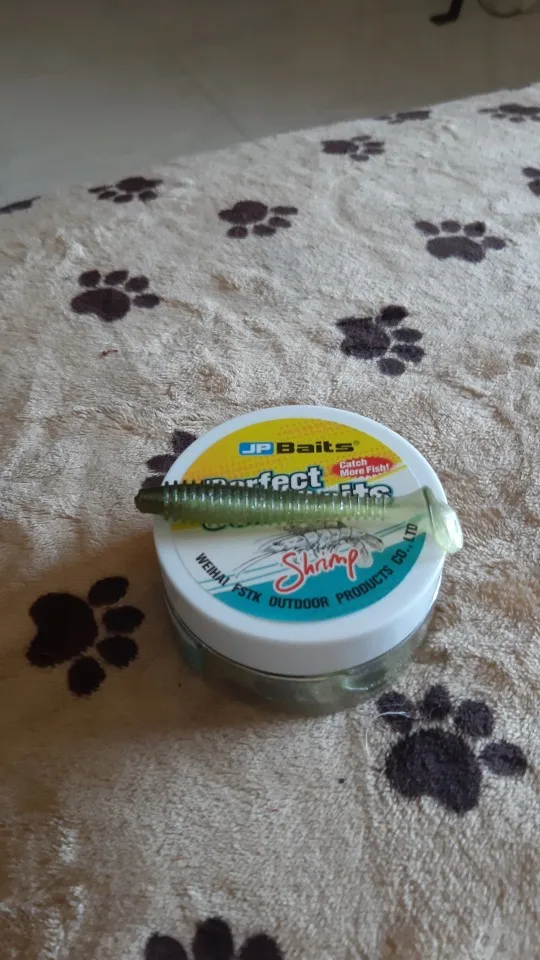 JP Baits®
Catch
More Fish!
Perfect
Shrimp
WEIHAI FSTK OUTDOOR PRODUCTS CO., LTD